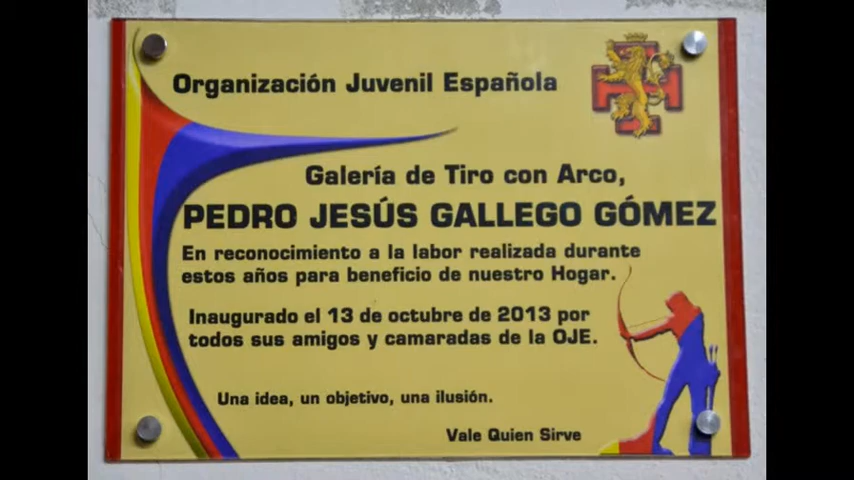 Organización Juvenil Española
Galería de Tiro con Arco,
PEDRO JESÚS GALLEGO GÓMEZ
En reconocimiento a la labor realizada durante
estos años para beneficio de nuestro Hogar.
Inaugurado el 13 de octubre de 2013 por
todos sus amigos y camaradas de la OJE.
Una idea, un objetivo, una ilusión.
Vale Quien Sirve